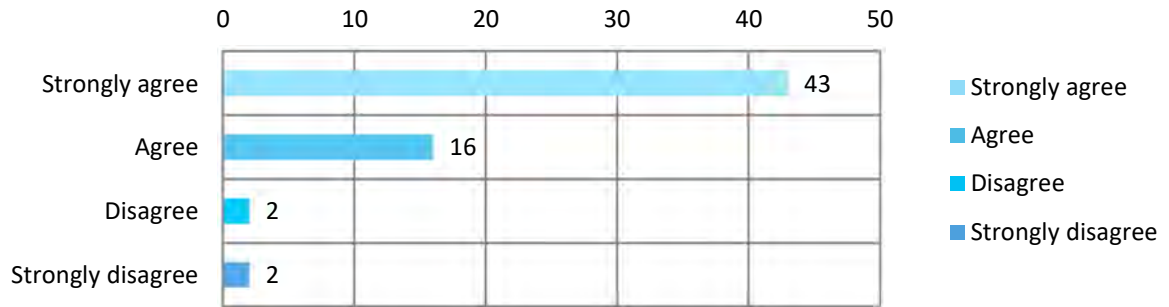 0 10 20 30 40 50
Strongly agree 43
Agree 16
Disagree 2
Strongly disagree 2
Strongly agree
Agree
Disagree
Strongly disagree